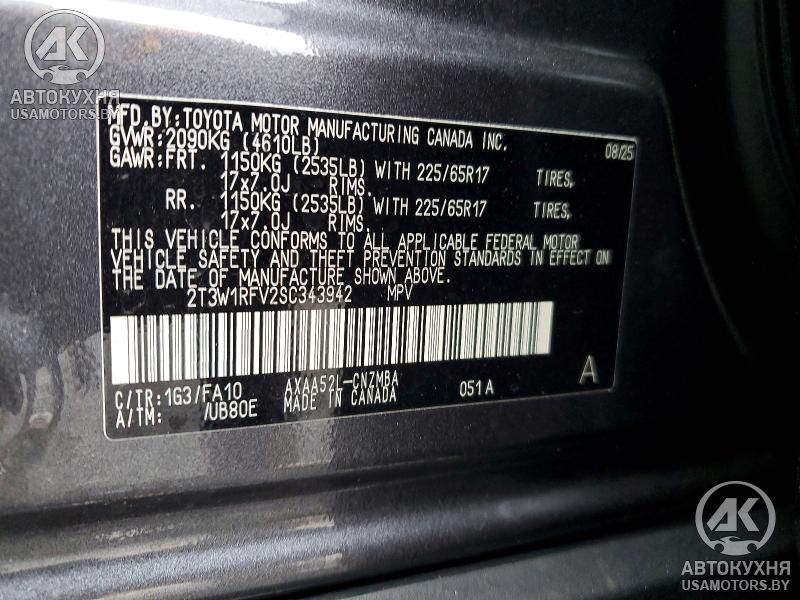 AK
АВТОКУХНЯ
USAMOTORS.BY
MFD.BY:TOYOTA MOTOR MANUFACTURING CANADA INC.
GVWR:2090KG (4610LB) 08/25
GAWR:FRT. 1150KG (2535LB) WITH 225/65R17 TIRES,
17x7.0J RIMS.
RR. 1150KG (2535LB) WITH 225/65R17 TIRES,
17x7.0J RIMS.
THIS VEHICLE CONFORMS TO ALL APPLICABLE FEDERAL MOTOR
VEHICLE SAFETY AND THEFT PREVENTION STANDARDS IN EFFECT ON
THE DATE OF MANUFACTURE SHOWN ABOVE.
2T3W1RFV2SC343942 MPV
C/TR:1G3/FA10 AXAA52L-CNZMBA 051A A
A/TM: /UB80E MADE IN CANADA
AK
АВТОКУХНЯ
USAMOTORS.BY